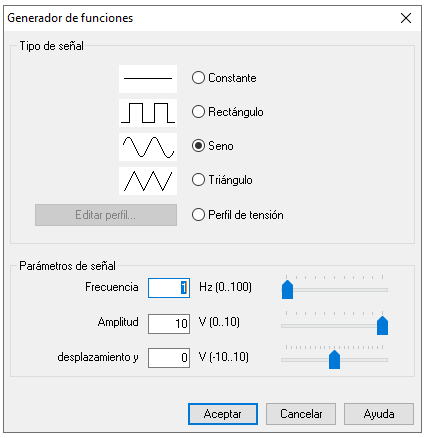 Generador de funciones
Tipo de señal
Constante
Rectángulo
Seno
Triángulo
Editar perfil... Perfil de tensión
Parámetros de señal
Frecuencia 1 Hz (0..100)
Amplitud 10 V (0..10)
desplazamiento y 0 V (-10..10)
Aceptar Cancelar Ayuda